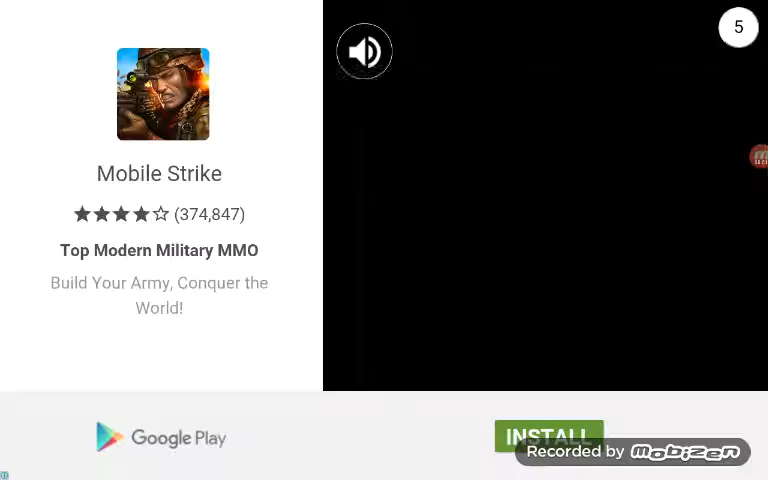 5
Mobile Strike
(374,847)
Top Modern Military MMO
Build Your Army, Conquer the
World!
Google Play
INSTALL
Recorded by mobizen